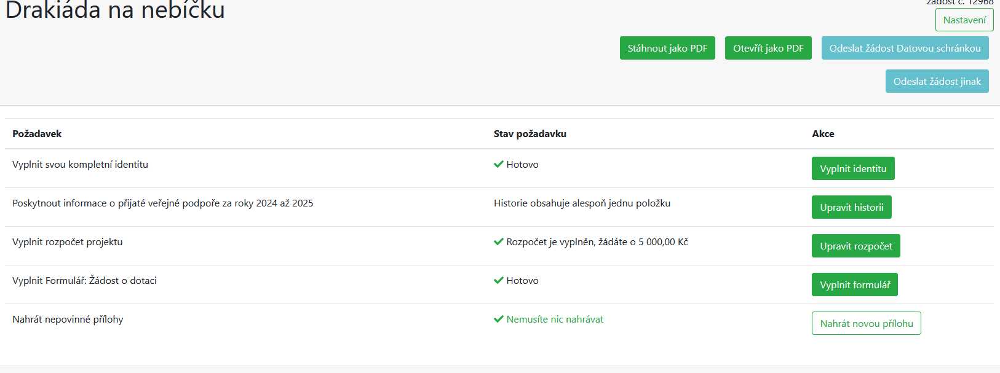 Drakiáda na nebíčku
žádost č. 12968
Nastavení
Stáhnout jako PDF
Otevřít jako PDF
Odeslat žádost Datovou schránkou
Odeslat žádost jinak
Požadavek
Stav požadavku
Akce
Vyplnit svou kompletní identitu
Hotovo
Vyplnit identitu
Poskytnout informace o přijaté veřejné podpoře za roky 2024 až 2025
Historie obsahuje alespoň jednu položku
Upravit historii
Vyplnit rozpočet projektu
Rozpočet je vyplněn, žádáte o 5 000,00 Kč
Upravit rozpočet
Vyplnit Formulář: Žádost o dotaci
Hotovo
Vyplnit formulář
Nahrát nepovinné přílohy
Nemusíte nic nahrávat
Nahrát novou přílohu